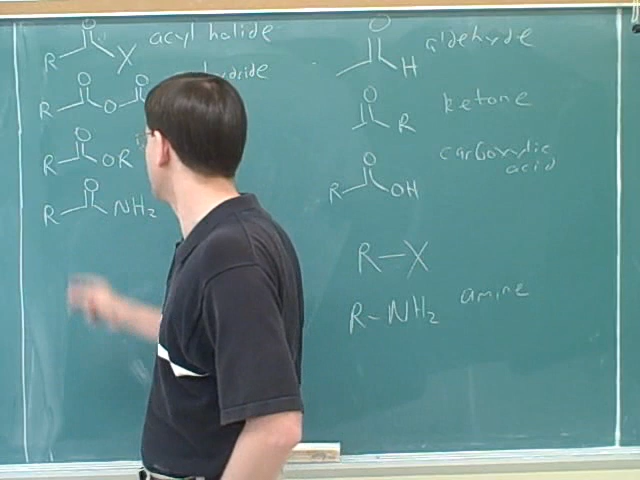 O
R X acyl halide
O O
R O hydride
O
R OR
O
R NH₂
O
H aldehyde
O
R ketone
O
R OH carboxylic
acid
R-X
R-NH₂ amine